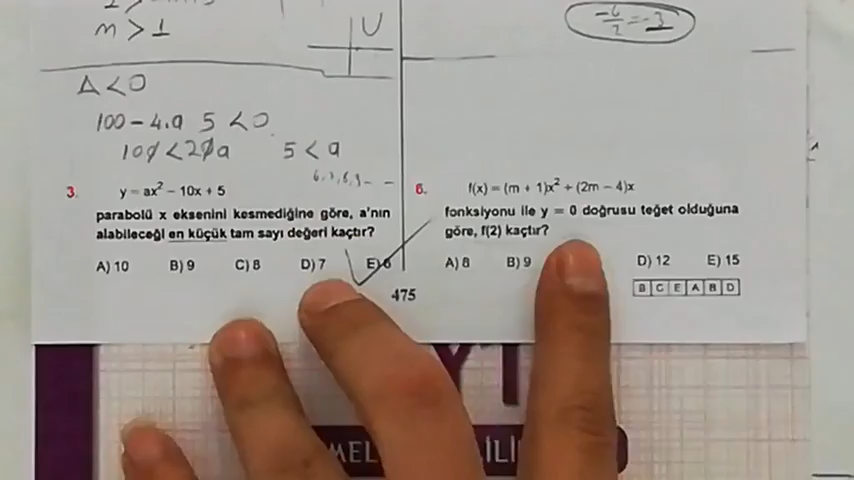 m > 1
-6/2 = -3
Δ < 0
100 - 4.a 5 < 0
100 < 20a 5 < a
3. y = ax² - 10x + 5
parabolü x eksenini kesmediğine göre, a'nın
alabileceği en küçük tam sayı değeri kaçtır?
A) 10 B) 9 C) 8 D) 7 E) 6
475
6. f(x) = (m + 1)x² + (2m - 4)x
fonksiyonu ile y = 0 doğrusu teğet olduğuna
göre, f(2) kaçtır?
A) 8 B) 9 D) 12 E) 15
B C E A B D